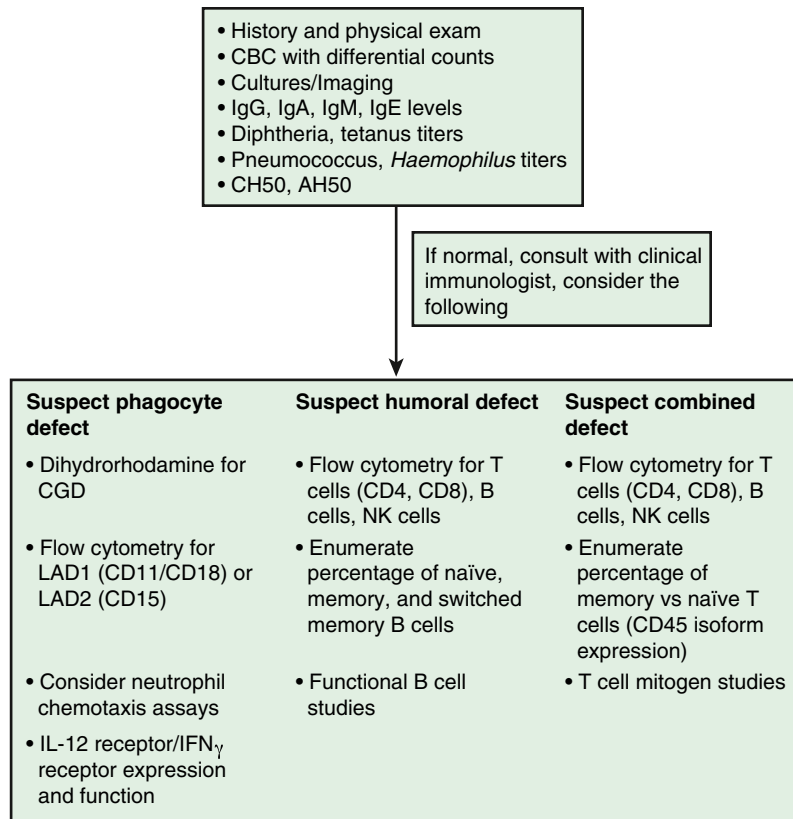 • History and physical exam
• CBC with differential counts
• Cultures/Imaging
• IgG, IgA, IgM, IgE levels
• Diphtheria, tetanus titers
• Pneumococcus, Haemophilus titers
• CH50, AH50
If normal, consult with clinical
immunologist, consider the
following
Suspect phagocyte
defect
• Dihydrorhodamine for
CGD
• Flow cytometry for
LAD1 (CD11/CD18) or
LAD2 (CD15)
• Consider neutrophil
chemotaxis assays
• IL-12 receptor/IFNγ
receptor expression
and function
Suspect humoral defect
• Flow cytometry for T
cells (CD4, CD8), B
cells, NK cells
• Enumerate
percentage of naïve,
memory, and switched
memory B cells
• Functional B cell
studies
Suspect combined
defect
• Flow cytometry for T
cells (CD4, CD8), B
cells, NK cells
• Enumerate
percentage of
memory vs naïve T
cells (CD45 isoform
expression)
• T cell mitogen studies